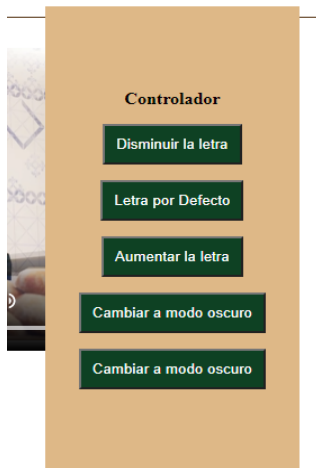 Controlador
Disminuir la letra
Letra por Defecto
Aumentar la letra
Cambiar a modo oscuro
Cambiar a modo oscuro